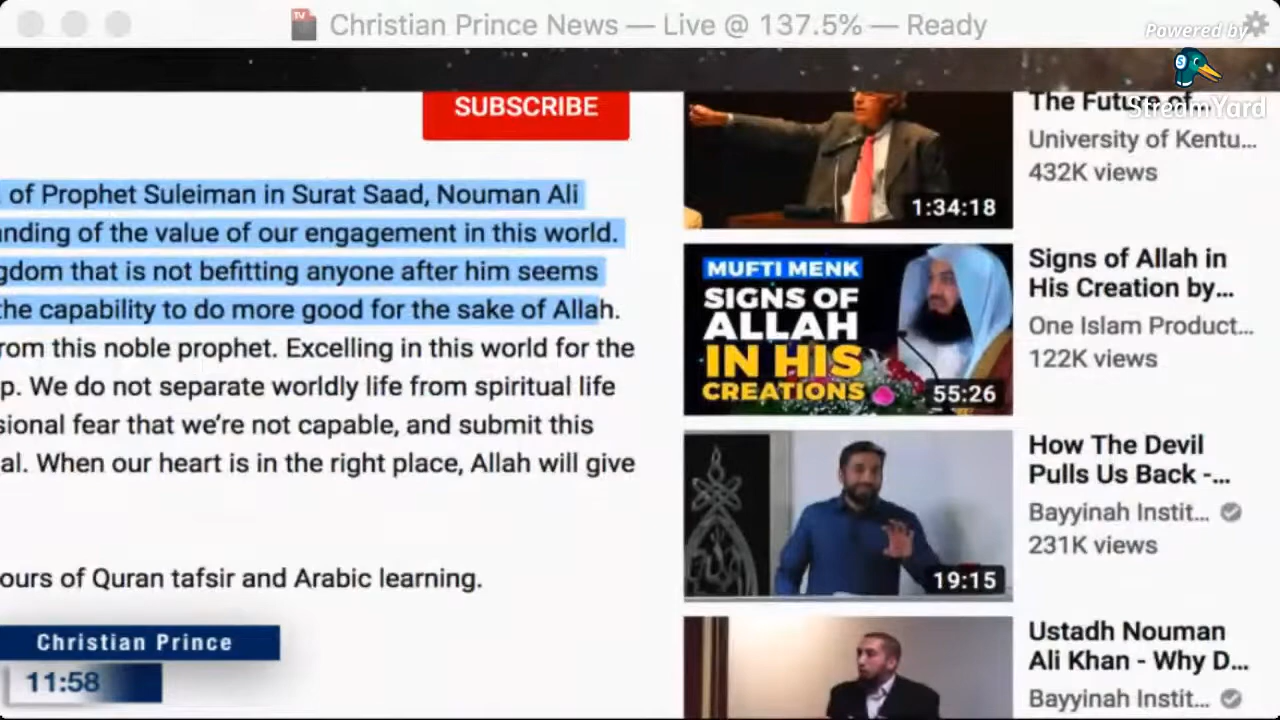 Christian Prince News — Live @ 137.5% — Ready
Powered by
StreamYard
SUBSCRIBE
of Prophet Suleiman in Surat Saad, Nouman Ali
nding of the value of our engagement in this world.
gdom that is not befitting anyone after him seems
the capability to do more good for the sake of Allah.
rom this noble prophet. Excelling in this world for the
p. We do not separate worldly life from spiritual life
sional fear that we're not capable, and submit this
al. When our heart is in the right place, Allah will give
ours of Quran tafsir and Arabic learning.
Christian Prince
11:58
1:34:18
The Future of...
University of Kentu...
432K views
MUFTI MENK
SIGNS OF
ALLAH
IN HIS
CREATIONS
55:26
Signs of Allah in
His Creation by...
One Islam Product...
122K views
19:15
How The Devil
Pulls Us Back -...
Bayyinah Instit...
231K views
Ustadh Nouman
Ali Khan - Why D...
Bayyinah Instit...